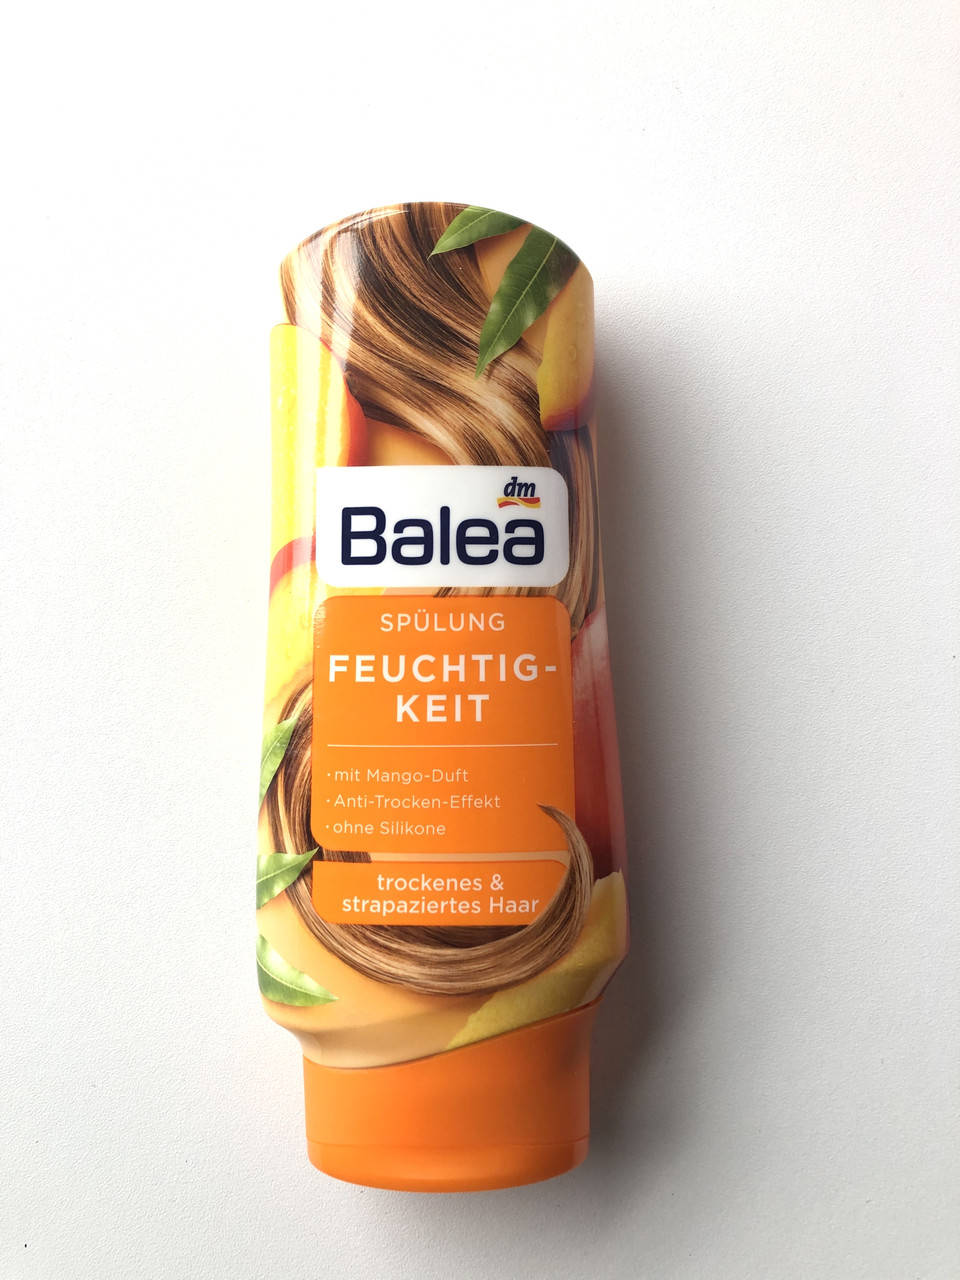 dm
Balea
SPÜLUNG
FEUCHTIG-
KEIT
· mit Mango-Duft
· Anti-Trocken-Effekt
· ohne Silikone
trockenes &
strapaziertes Haar